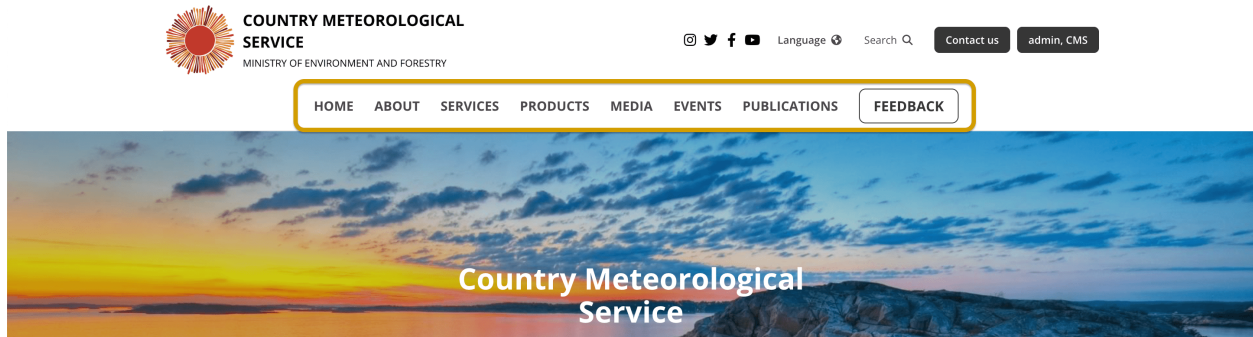 COUNTRY METEOROLOGICAL
SERVICE
MINISTRY OF ENVIRONMENT AND FORESTRY
Language
Search
Contact us
admin, CMS
HOME ABOUT SERVICES PRODUCTS MEDIA EVENTS PUBLICATIONS FEEDBACK
Country Meteorological
Service